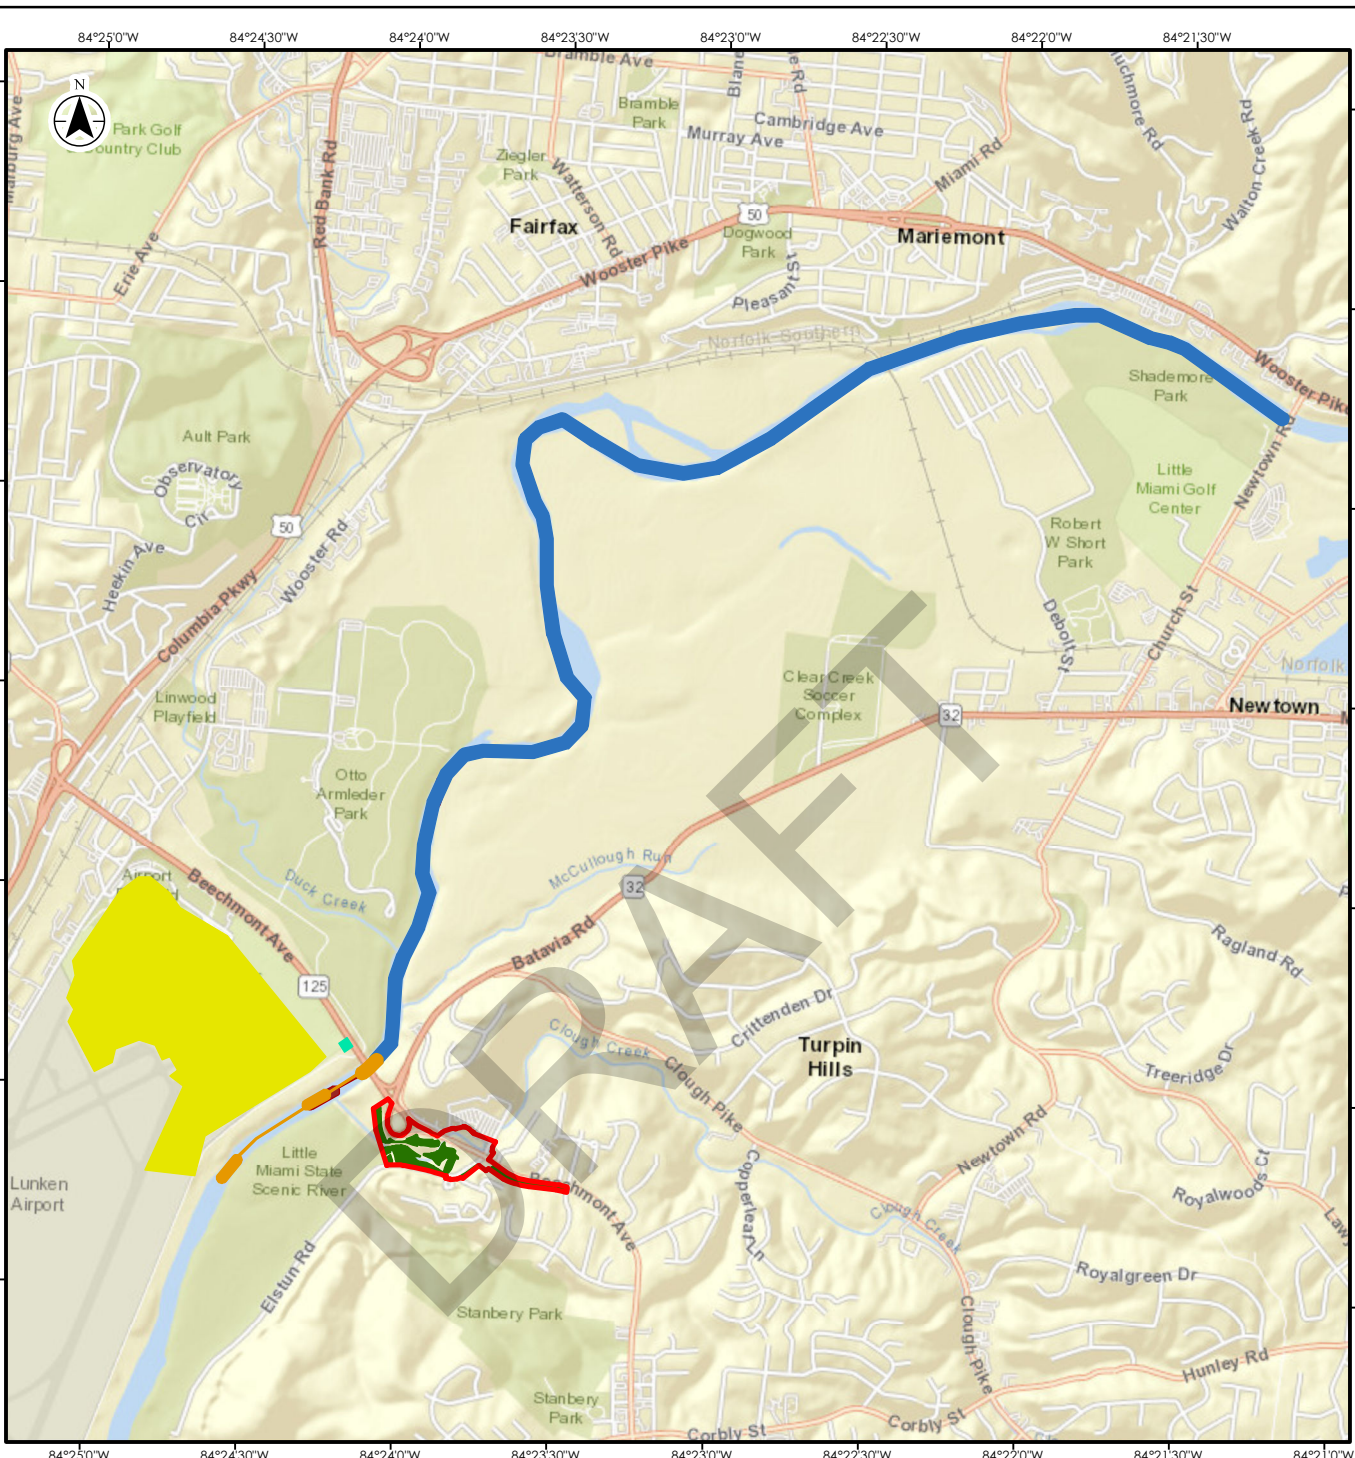 84°25'0"W 84°24'30"W 84°24'0"W 84°23'30"W 84°23'0"W 84°22'30"W 84°22'0"W 84°21'30"W
N
Bramble Ave
Blane
Park Golf
Country Club
Bramble
Park
Cambridge Ave
Murray Ave
Marburg Ave
Red Bank Rd
Ziegler
Park
Watterson Rd
Miami Rd
Walton Creek Rd
Erie Ave
Fairfax
50
Dogwood
Park
Mariemont
Wooster Pike
Pleasant St
Norfolk-Southern
Wooster Pike
Shademore
Park
Ault Park
Observatory
Cir
Little
Miami Golf
Center
Newtown Rd
50
Robert
W Short
Park
Heekin Ave
Wooster Rd
Columbia Pkwy
Debolt St
Church St
Norfolk
Linwood
Playfield
Clear Creek
Soccer
Complex
32
Newtown
Otto
Armleder
Park
Duck Creek
McCullough Run
32
Airport
Beechmont Ave
Batavia Rd
Ragland Rd
125
Crittenden Dr
Clough Creek
Turpin
Hills
Clough Pike
Treeridge Dr
Newtown Rd
Little
Miami State
Scenic River
Lunken
Airport
Beechmont Ave
Copperleaf Ln
Royalwoods Ct
Clough Creek
Elstun Rd
Royalgreen Dr
Stanbery Park
Clough Pike
Hunley Rd
Stanbery
Park
Corbly St
Corbly St
DRAFT
84°25'0"W 84°24'30"W 84°24'0"W 84°23'30"W 84°23'0"W 84°22'30"W 84°22'0"W 84°21'30"W 84°21'0"W